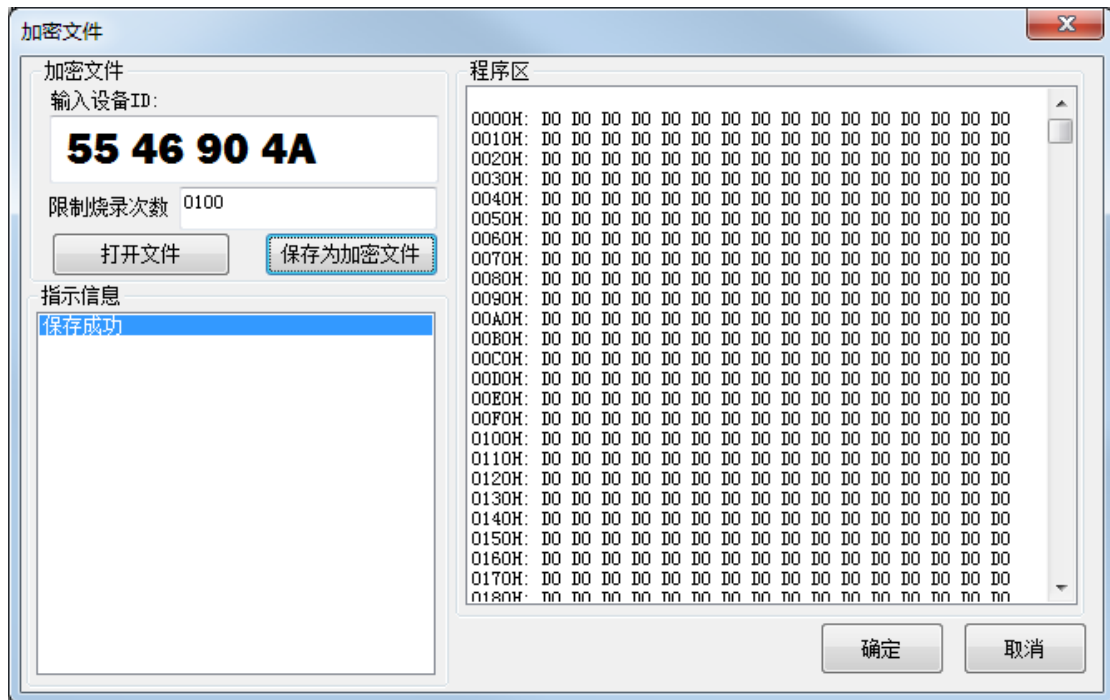 加密文件
加密文件
输入设备ID:
55 46 90 4A
限制烧录次数 0100
打开文件 保存为加密文件
指示信息
保存成功
程序区
0000H: D0 D0 D0 D0 D0 D0 D0 D0 D0 D0 D0 D0 D0 D0 D0 D0
0010H: D0 D0 D0 D0 D0 D0 D0 D0 D0 D0 D0 D0 D0 D0 D0 D0
0020H: D0 D0 D0 D0 D0 D0 D0 D0 D0 D0 D0 D0 D0 D0 D0 D0
0030H: D0 D0 D0 D0 D0 D0 D0 D0 D0 D0 D0 D0 D0 D0 D0 D0
0040H: D0 D0 D0 D0 D0 D0 D0 D0 D0 D0 D0 D0 D0 D0 D0 D0
0050H: D0 D0 D0 D0 D0 D0 D0 D0 D0 D0 D0 D0 D0 D0 D0 D0
0060H: D0 D0 D0 D0 D0 D0 D0 D0 D0 D0 D0 D0 D0 D0 D0 D0
0070H: D0 D0 D0 D0 D0 D0 D0 D0 D0 D0 D0 D0 D0 D0 D0 D0
0080H: D0 D0 D0 D0 D0 D0 D0 D0 D0 D0 D0 D0 D0 D0 D0 D0
0090H: D0 D0 D0 D0 D0 D0 D0 D0 D0 D0 D0 D0 D0 D0 D0 D0
00A0H: D0 D0 D0 D0 D0 D0 D0 D0 D0 D0 D0 D0 D0 D0 D0 D0
00B0H: D0 D0 D0 D0 D0 D0 D0 D0 D0 D0 D0 D0 D0 D0 D0 D0
00C0H: D0 D0 D0 D0 D0 D0 D0 D0 D0 D0 D0 D0 D0 D0 D0 D0
00D0H: D0 D0 D0 D0 D0 D0 D0 D0 D0 D0 D0 D0 D0 D0 D0 D0
00E0H: D0 D0 D0 D0 D0 D0 D0 D0 D0 D0 D0 D0 D0 D0 D0 D0
00F0H: D0 D0 D0 D0 D0 D0 D0 D0 D0 D0 D0 D0 D0 D0 D0 D0
0100H: D0 D0 D0 D0 D0 D0 D0 D0 D0 D0 D0 D0 D0 D0 D0 D0
0110H: D0 D0 D0 D0 D0 D0 D0 D0 D0 D0 D0 D0 D0 D0 D0 D0
0120H: D0 D0 D0 D0 D0 D0 D0 D0 D0 D0 D0 D0 D0 D0 D0 D0
0130H: D0 D0 D0 D0 D0 D0 D0 D0 D0 D0 D0 D0 D0 D0 D0 D0
0140H: D0 D0 D0 D0 D0 D0 D0 D0 D0 D0 D0 D0 D0 D0 D0 D0
0150H: D0 D0 D0 D0 D0 D0 D0 D0 D0 D0 D0 D0 D0 D0 D0 D0
0160H: D0 D0 D0 D0 D0 D0 D0 D0 D0 D0 D0 D0 D0 D0 D0 D0
0170H: D0 D0 D0 D0 D0 D0 D0 D0 D0 D0 D0 D0 D0 D0 D0 D0
0180H: D0 D0 D0 D0 D0 D0 D0 D0 D0 D0 D0 D0 D0 D0 D0 D0
确定 取消